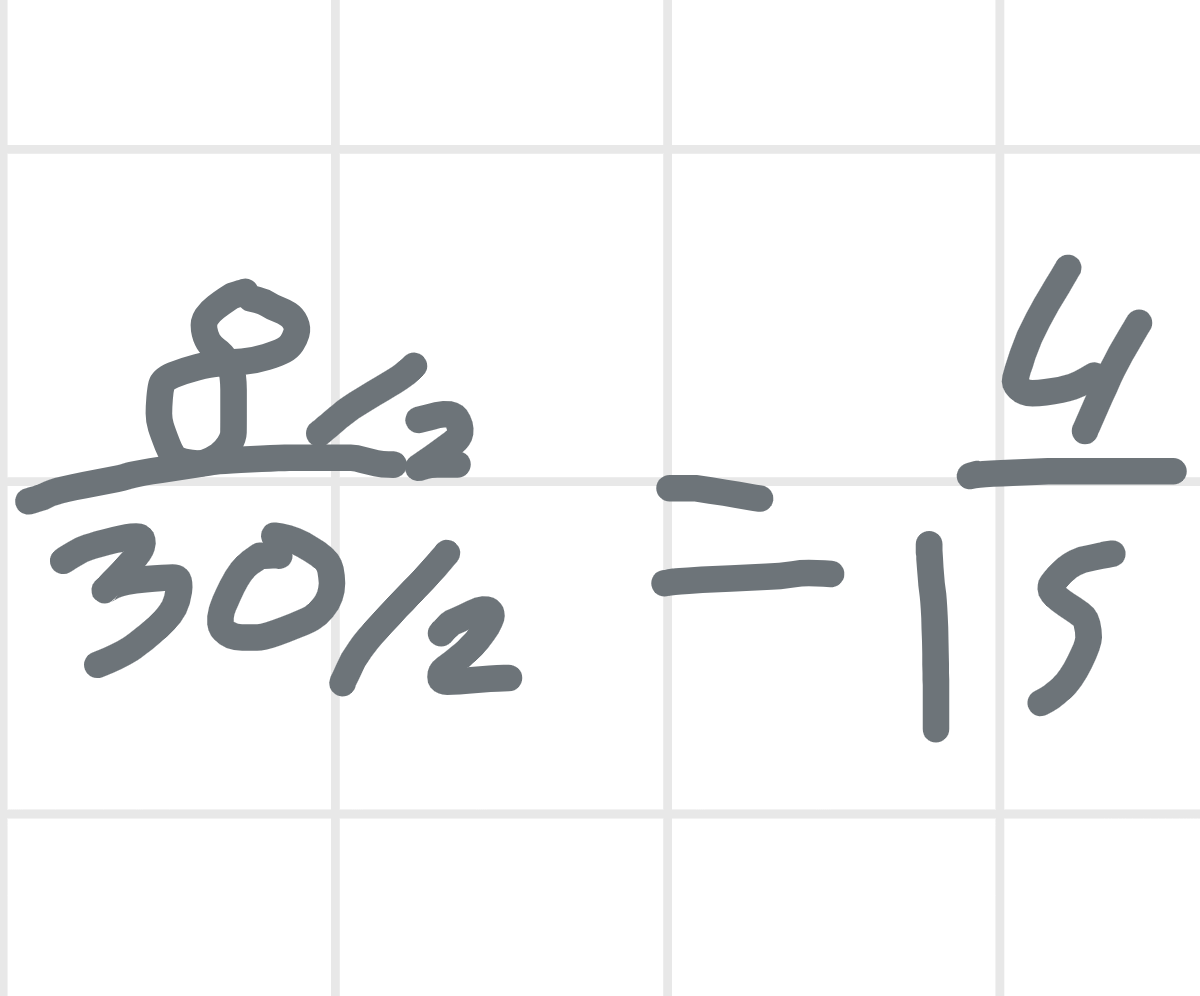 8/2 4
— = —
30/2 15